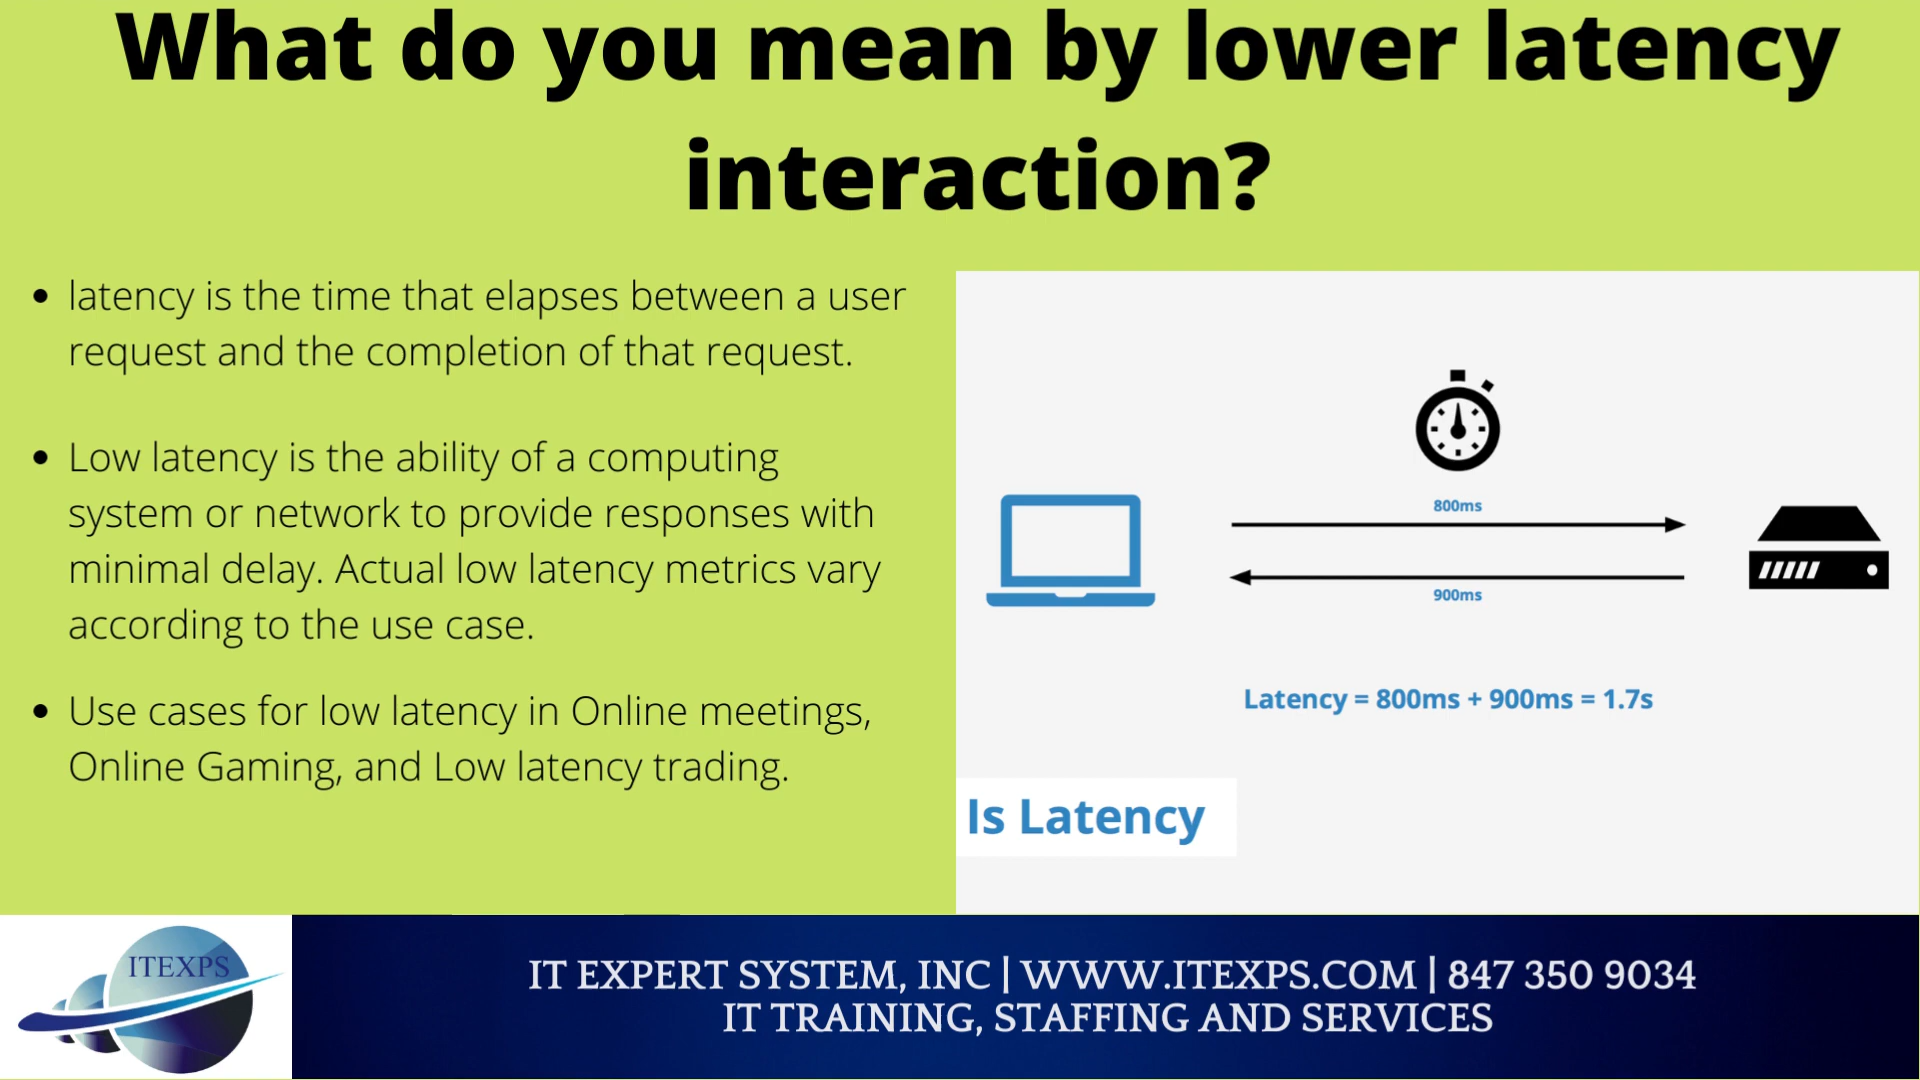 What do you mean by lower latency
interaction?
• latency is the time that elapses between a user
request and the completion of that request.
• Low latency is the ability of a computing
system or network to provide responses with
minimal delay. Actual low latency metrics vary
according to the use case.
• Use cases for low latency in Online meetings,
Online Gaming, and Low latency trading.
800ms
900ms
Latency = 800ms + 900ms = 1.7s
Is Latency
ITEXPS
IT EXPERT SYSTEM, INC | WWW.ITEXPS.COM | 847 350 9034
IT TRAINING, STAFFING AND SERVICES